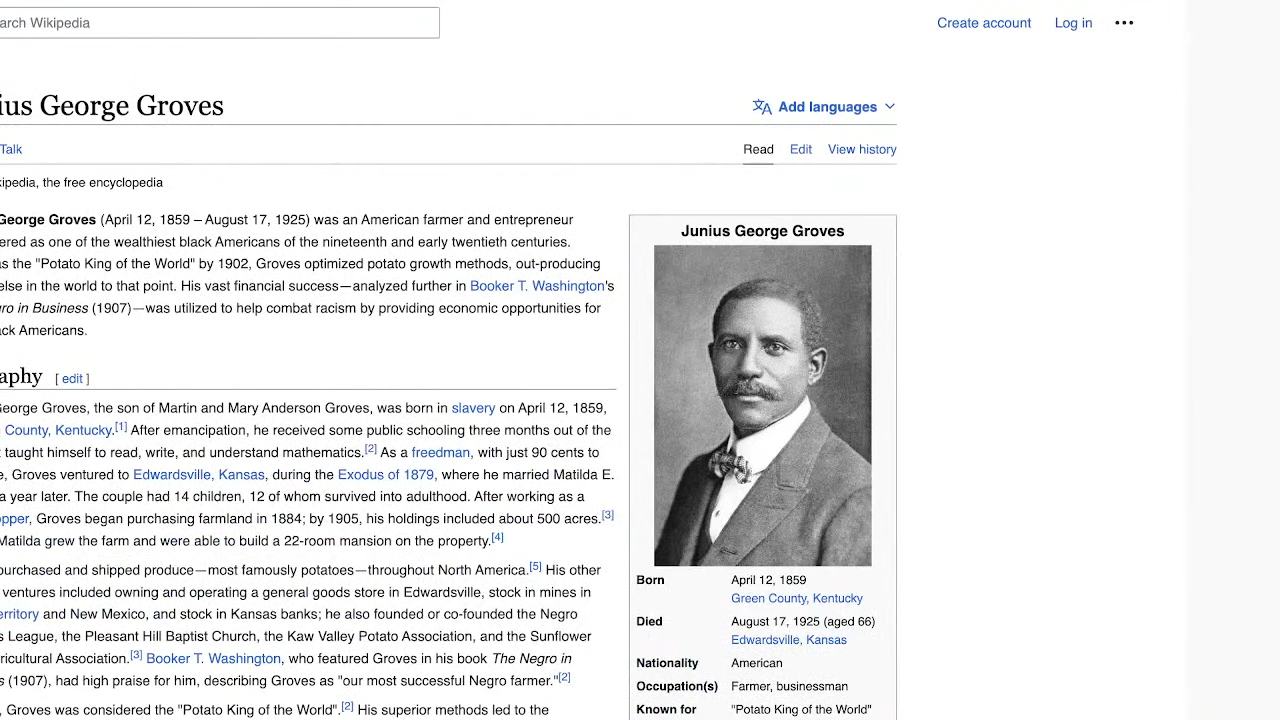 arch Wikipedia
Create account
Log in
ius George Groves
Add languages
Talk
Read
Edit
View history
kipedia, the free encyclopedia
George Groves (April 12, 1859 – August 17, 1925) was an American farmer and entrepreneur
ered as one of the wealthiest black Americans of the nineteenth and early twentieth centuries.
as the "Potato King of the World" by 1902, Groves optimized potato growth methods, out-producing
else in the world to that point. His vast financial success—analyzed further in Booker T. Washington's
gro in Business (1907)—was utilized to help combat racism by providing economic opportunities for
ack Americans.
aphy [ edit ]
George Groves, the son of Martin and Mary Anderson Groves, was born in slavery on April 12, 1859,
County, Kentucky.[1] After emancipation, he received some public schooling three months out of the
taught himself to read, write, and understand mathematics.[2] As a freedman, with just 90 cents to
e, Groves ventured to Edwardsville, Kansas, during the Exodus of 1879, where he married Matilda E.
a year later. The couple had 14 children, 12 of whom survived into adulthood. After working as a
opper, Groves began purchasing farmland in 1884; by 1905, his holdings included about 500 acres.[3]
Matilda grew the farm and were able to build a 22-room mansion on the property.[4]
purchased and shipped produce—most famously potatoes—throughout North America.[5] His other
ventures included owning and operating a general goods store in Edwardsville, stock in mines in
erritory and New Mexico, and stock in Kansas banks; he also founded or co-founded the Negro
s League, the Pleasant Hill Baptist Church, the Kaw Valley Potato Association, and the Sunflower
ricultural Association.[3] Booker T. Washington, who featured Groves in his book The Negro in
s (1907), had high praise for him, describing Groves as "our most successful Negro farmer."[2]
, Groves was considered the "Potato King of the World".[2] His superior methods led to the
Junius George Groves
Born April 12, 1859
Green County, Kentucky
Died August 17, 1925 (aged 66)
Edwardsville, Kansas
Nationality American
Occupation(s) Farmer, businessman
Known for "Potato King of the World"